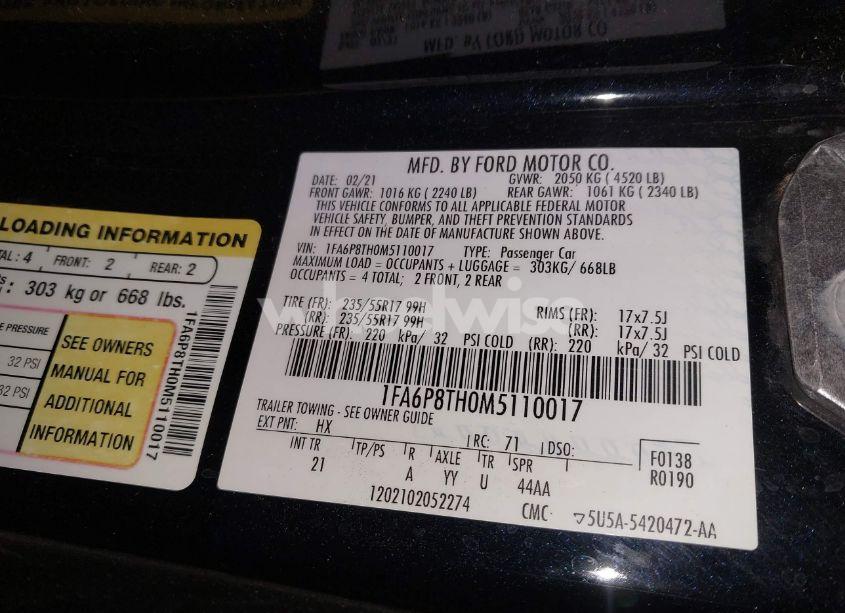 MFD. BY FORD MOTOR CO
LOADING INFORMATION
TAL: 4 FRONT: 2 REAR: 2
: 303 kg or 668 lbs.
E PRESSURE
32 PSI
32 PSI
SEE OWNERS
MANUAL FOR
ADDITIONAL
INFORMATION
1FA6P8TH0M5110017
MFD. BY FORD MOTOR CO.
DATE: 02/21 GVWR: 2050 KG ( 4520 LB)
FRONT GAWR: 1016 KG ( 2240 LB) REAR GAWR: 1061 KG ( 2340 LB)
THIS VEHICLE CONFORMS TO ALL APPLICABLE FEDERAL MOTOR
VEHICLE SAFETY, BUMPER, AND THEFT PREVENTION STANDARDS
IN EFFECT ON THE DATE OF MANUFACTURE SHOWN ABOVE.
VIN: 1FA6P8TH0M5110017 TYPE: Passenger Car
MAXIMUM LOAD = OCCUPANTS + LUGGAGE = 303KG/ 668LB
OCCUPANTS = 4 TOTAL; 2 FRONT, 2 REAR
TIRE (FR): 235/55R17 99H RIMS (FR): 17x7.5J
(RR): 235/55R17 99H (RR): 17x7.5J
PRESSURE (FR): 220 kPa/ 32 PSI COLD (RR): 220 kPa/ 32 PSI COLD
1FA6P8TH0M5110017
TRAILER TOWING - SEE OWNER GUIDE
EXT PNT: HX RC: 71 DSO:
INT TR TP/PS R AXLE TR SPR
21 A YY U 44AA
F0138
R0190
1202102052274
CMC 5U5A-5420472-AA
wheelwise